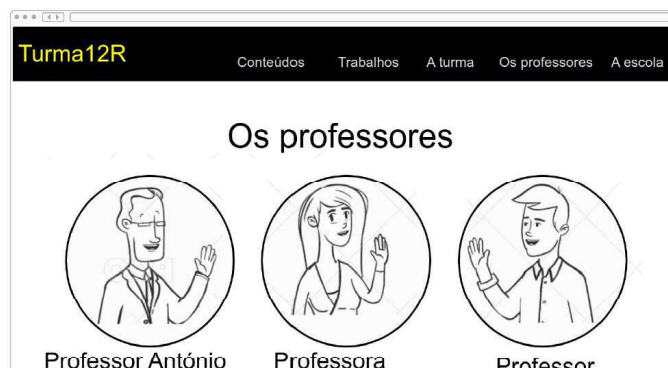 Turma12R
Conteúdos Trabalhos A turma Os professores A escola
Os professores
Professor António Professora Professor